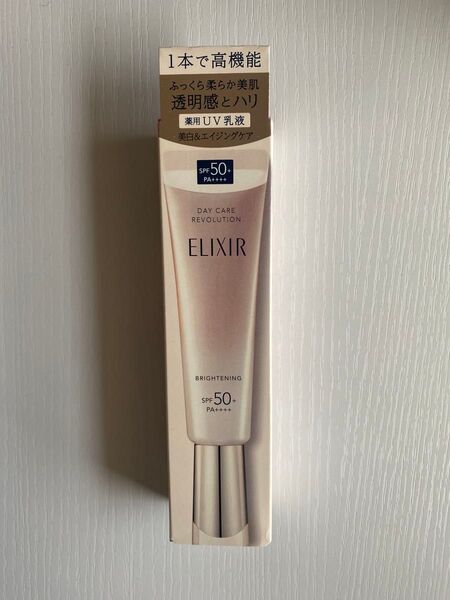 1本で高機能
ふっくら柔らか美肌
透明感とハリ
薬用UV乳液
美白&エイジングケア
SPF50+
PA++++
DAY CARE
REVOLUTION
ELIXIR
BRIGHTENING
SPF50+
PA++++